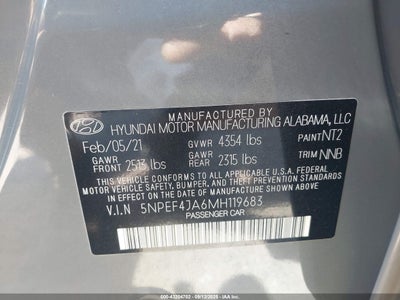 MANUFACTURED BY
HYUNDAI MOTOR MANUFACTURING ALABAMA, LLC
Feb/05/21 GVWR 4354 lbs PAINT NT2
GAWR FRONT 2513 lbs GAWR REAR 2315 lbs TRIM NNB
THIS VEHICLE CONFORMS TO ALL APPLICABLE U.S. FEDERAL
MOTOR VEHICLE SAFETY, BUMPER, AND THEFT PREVENTION
STANDARDS IN EFFECT ON THE DATE OF MANUFACTURE SHOWN ABOVE.
V.I.N 5NPEF4JA6MH119683
PASSENGER CAR